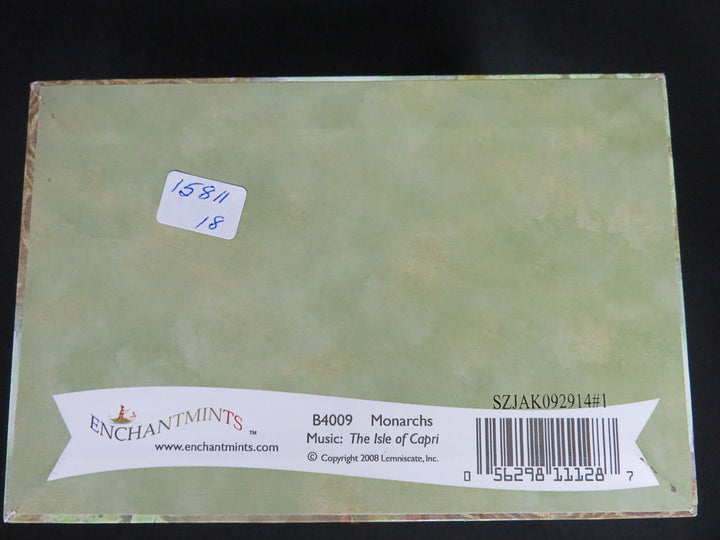 15811
18
SZJAK092914#1
ENCHANTMINTS ™
www.enchantmints.com
B4009 Monarchs
Music: The Isle of Capri
© Copyright 2008 Lemniscate, Inc.
0 56298 11128 7